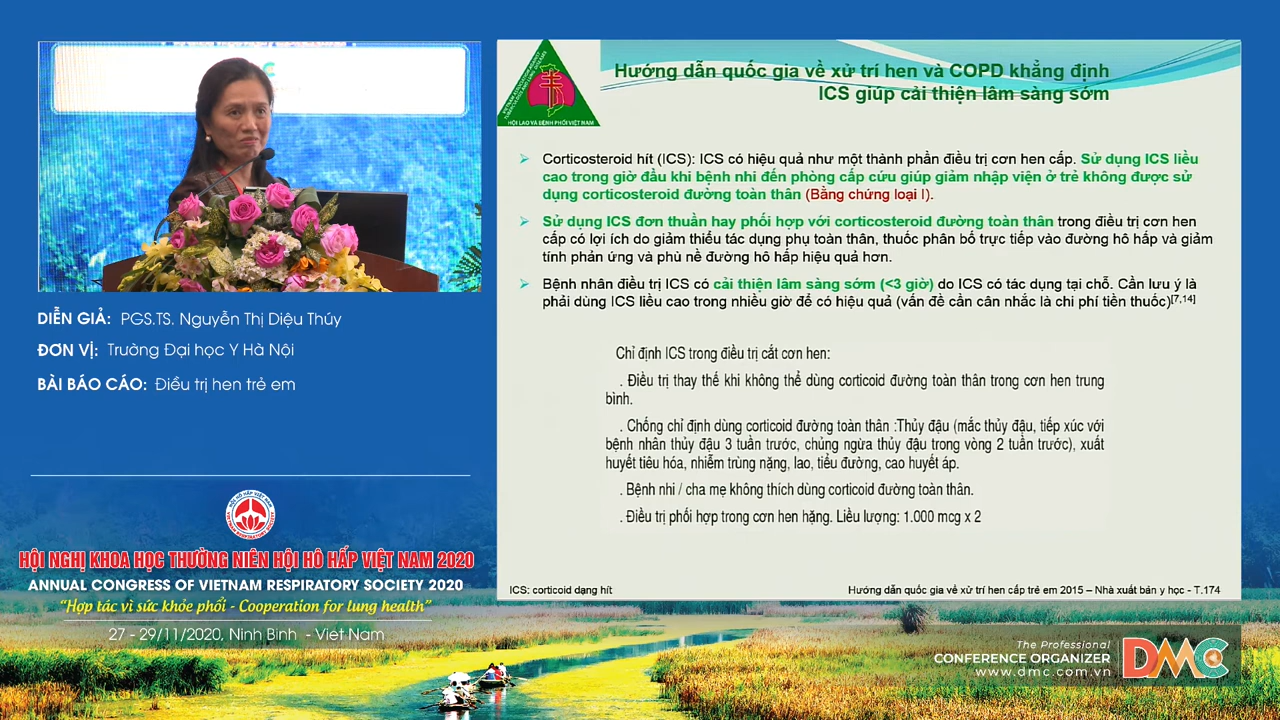 DIỄN GIẢ: PGS.TS. Nguyễn Thị Diệu Thúy
ĐƠN VỊ: Trường Đại học Y Hà Nội
BÀI BÁO CÁO: Điều trị hen trẻ em
HỘI HÔ HẤP VIỆT NAM
HỘI NGHỊ KHOA HỌC THƯỜNG NIÊN HỘI HÔ HẤP VIỆT NAM 2020
ANNUAL CONGRESS OF VIETNAM RESPIRATORY SOCIETY 2020
“Hợp tác vì sức khỏe phổi - Cooperation for lung health”
27 - 29/11/2020, Ninh Bình - Việt Nam
HỘI LAO VÀ BỆNH PHỔI VIỆT NAM
Hướng dẫn quốc gia về xử trí hen và COPD khẳng định
ICS giúp cải thiện lâm sàng sớm
Corticosteroid hít (ICS): ICS có hiệu quả như một thành phần điều trị cơn hen cấp. Sử dụng ICS liều
cao trong giờ đầu khi bệnh nhi đến phòng cấp cứu giúp giảm nhập viện ở trẻ không được sử
dụng corticosteroid đường toàn thân (Bằng chứng loại I).
Sử dụng ICS đơn thuần hay phối hợp với corticosteroid đường toàn thân trong điều trị cơn hen
cấp có lợi ích do giảm thiểu tác dụng phụ toàn thân, thuốc phân bố trực tiếp vào đường hô hấp và giảm
tính phản ứng và phù nề đường hô hấp hiệu quả hơn.
Bệnh nhân điều trị ICS có cải thiện lâm sàng sớm (<3 giờ) do ICS có tác dụng tại chỗ. Cần lưu ý là
phải dùng ICS liều cao trong nhiều giờ để có hiệu quả (vấn đề cần cân nhắc là chi phí tiền thuốc)[7,14]
Chỉ định ICS trong điều trị cắt cơn hen:
. Điều trị thay thế khi không thể dùng corticoid đường toàn thân trong cơn hen trung
bình.
. Chống chỉ định dùng corticoid đường toàn thân :Thủy đậu (mắc thủy đậu, tiếp xúc với
bệnh nhân thủy đậu 3 tuần trước, chủng ngừa thủy đậu trong vòng 2 tuần trước), xuất
huyết tiêu hóa, nhiễm trùng nặng, lao, tiểu đường, cao huyết áp.
. Bệnh nhi / cha mẹ không thích dùng corticoid đường toàn thân.
. Điều trị phối hợp trong cơn hen hặng. Liều lượng: 1.000 mcg x 2
ICS: corticoid dạng hít
Hướng dẫn quốc gia về xử trí hen cấp trẻ em 2015 – Nhà xuất bản y học - T.174
The Professional
CONFERENCE ORGANIZER
www.dmc.com.vn
DMC